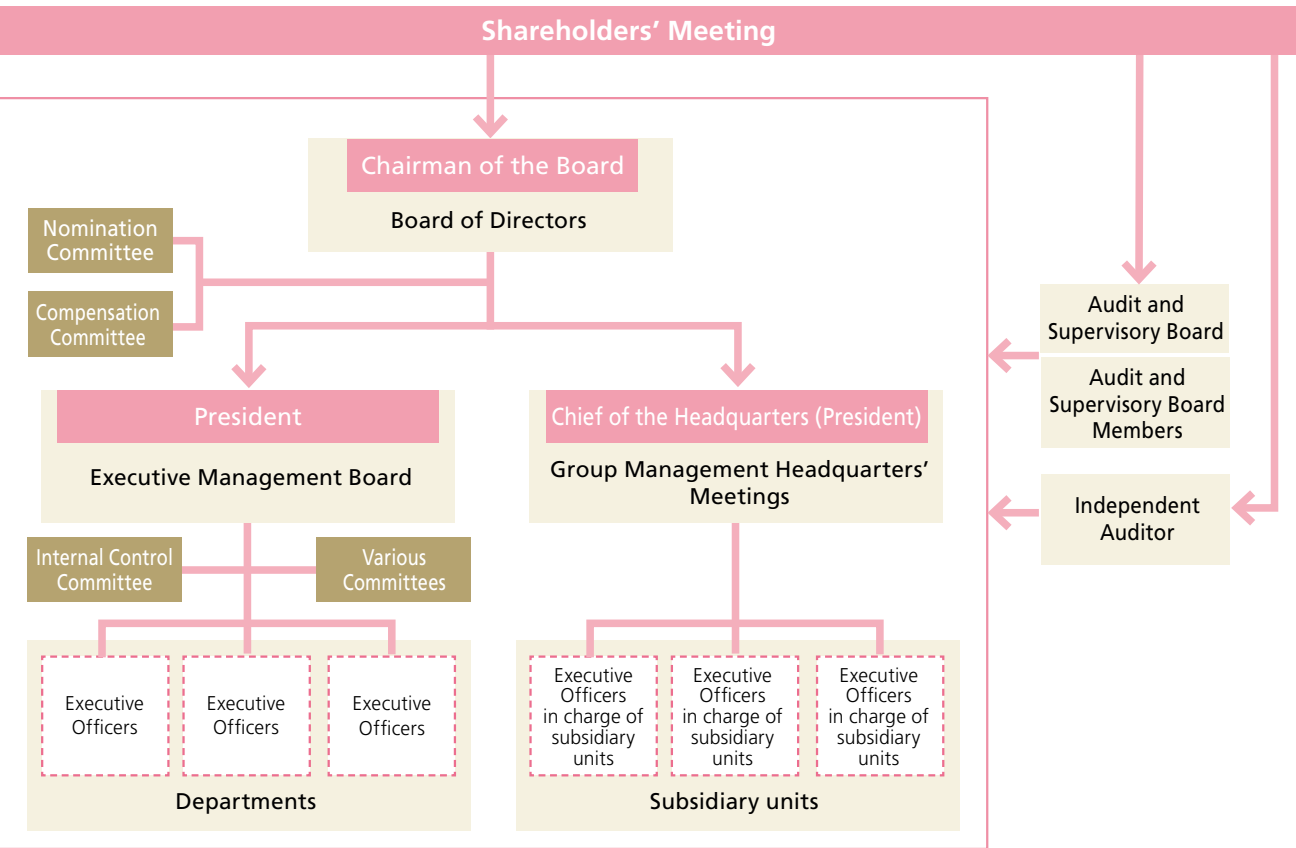 Shareholders’ Meeting
Chairman of the Board
Board of Directors
Nomination
Committee
Compensation
Committee
Audit and
Supervisory Board
Audit and
Supervisory Board
Members
Independent
Auditor
President
Executive Management Board
Chief of the Headquarters (President)
Group Management Headquarters’
Meetings
Internal Control
Committee
Various
Committees
Executive
Officers
Executive
Officers
Executive
Officers
Departments
Executive
Officers
in charge of
subsidiary
units
Executive
Officers
in charge of
subsidiary
units
Executive
Officers
in charge of
subsidiary
units
Subsidiary units